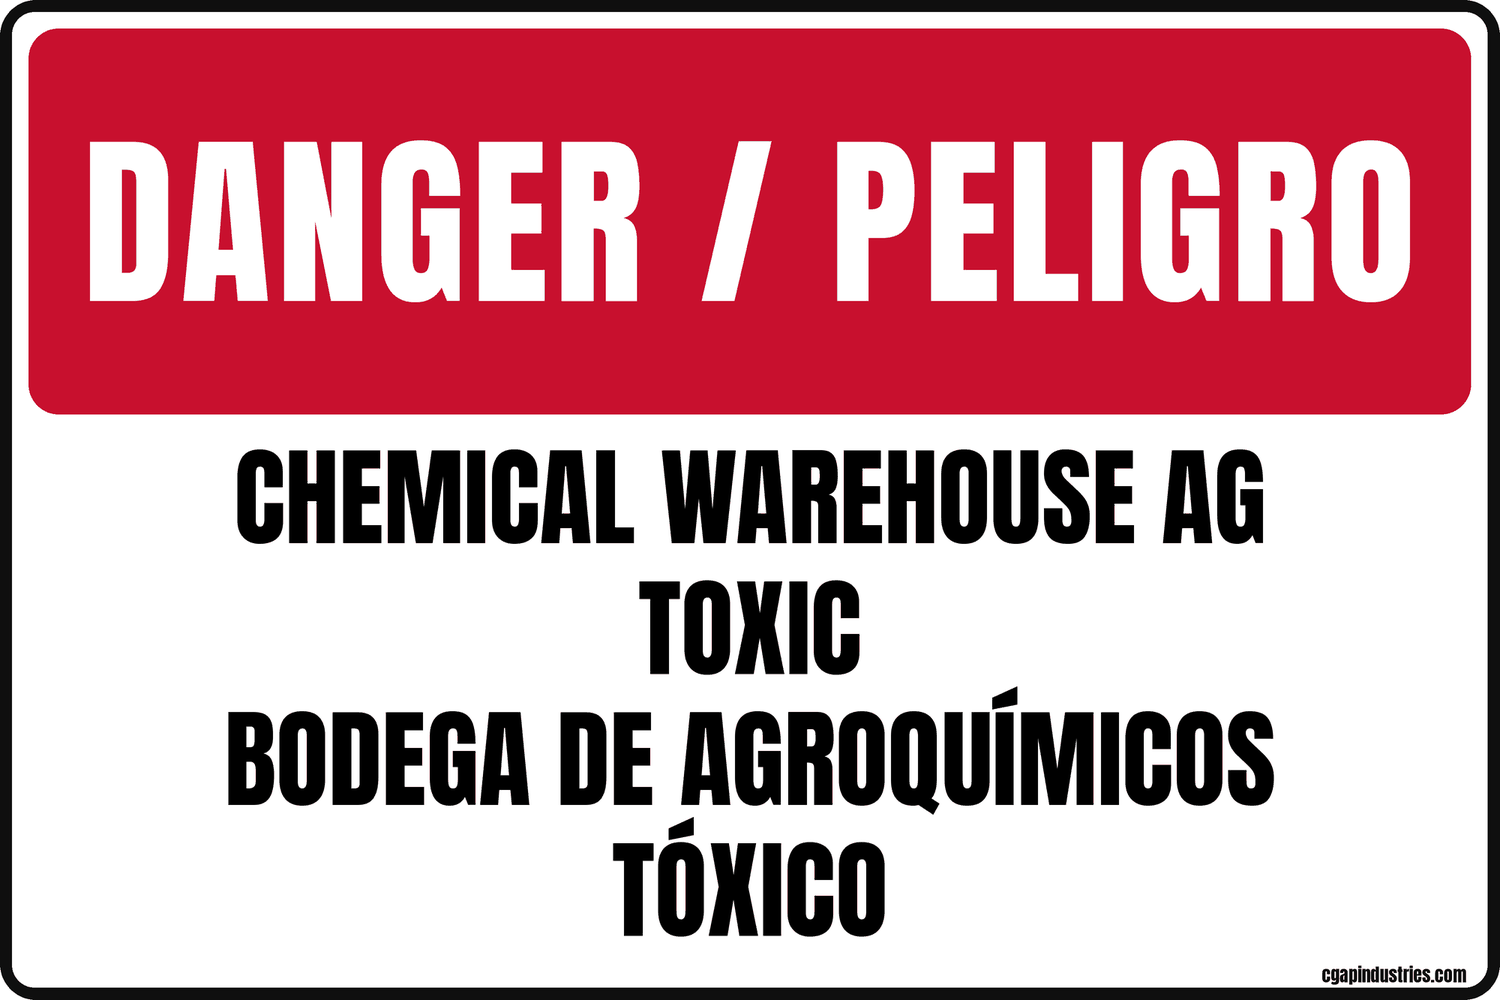 DANGER / PELIGRO
CHEMICAL WAREHOUSE AG
TOXIC
BODEGA DE AGROQUÍMICOS
TÓXICO
cgapindustries.com